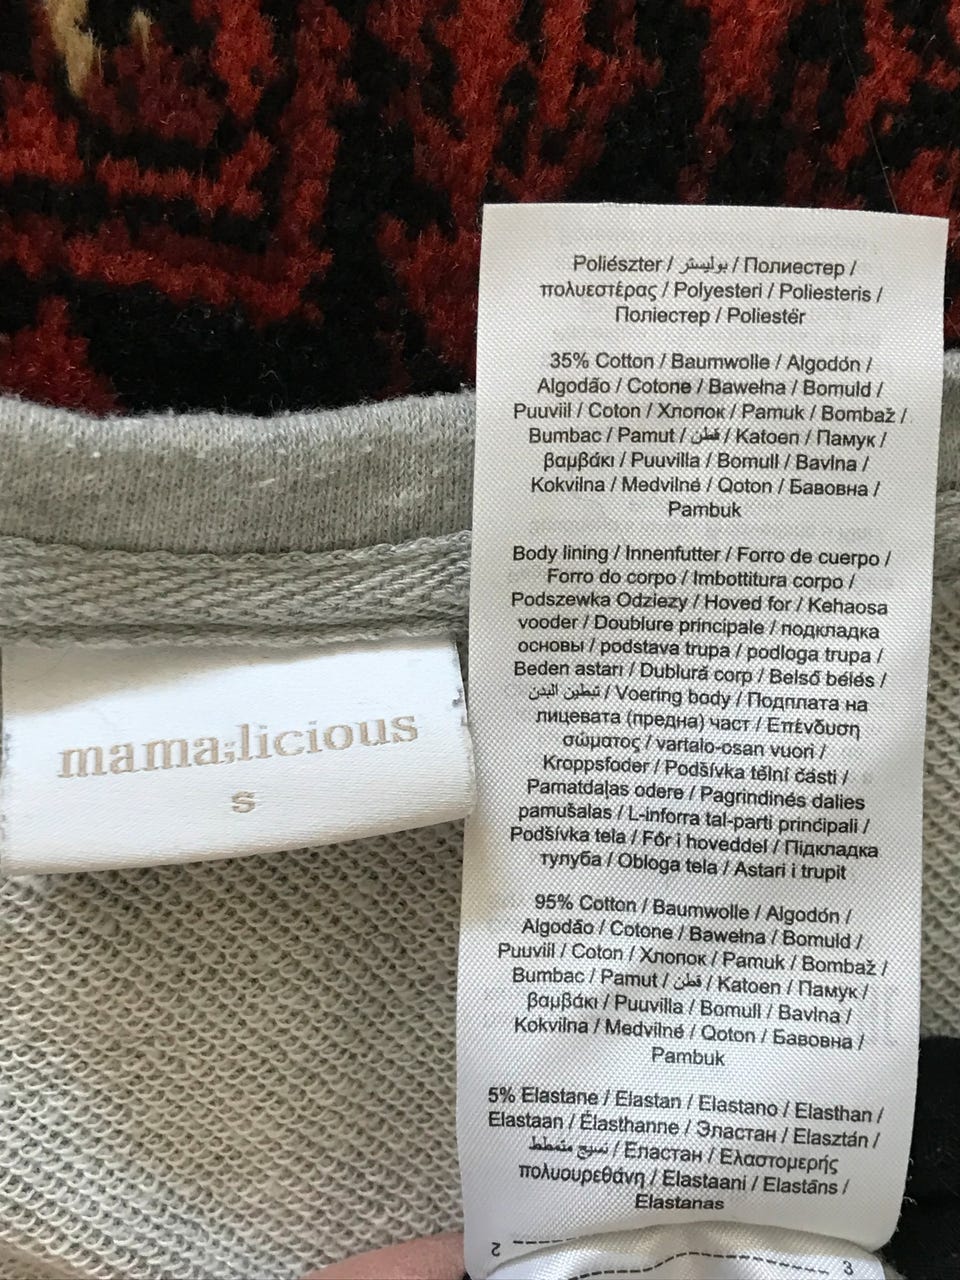 Poliészter / بوليستر / Полиестер /
πολυεστέρας / Polyesteri / Poliesteris /
Поліестер / Poliestër
35% Cotton / Baumwolle / Algodón /
Algodão / Cotone / Bawełna / Bomuld /
Puuviil / Coton / Хлопок / Pamuk / Bombaž /
Bumbac / Pamut / قطن / Katoen / Памук /
βαμβάκι / Puuvilla / Bomull / Bavlna /
Kokvilna / Medvilnė / Qoton / Бавовна /
Pambuk
Body lining / Innenfutter / Forro de cuerpo /
Forro do corpo / Imbottitura corpo /
Podszewka Odziezy / Hoved for / Kehaosa
vooder / Doublure principale / подкладка
основы / podstava trupa / podloga trupa /
Beden astarı / Dublură corp / Belső bélés /
تبطين البدن / Voering body / Подплата на
лицевата (предна) част / Επένδυση
σώματος / vartalo-osan vuori /
Kroppsfoder / Podšívka tělní části /
Pamatdaļas odere / Pagrindinės dalies
pamušalas / L-inforra tal-parti prinċipali /
Podšívka tela / Fôr i hoveddel / Підкладка
тулуба / Obloga tela / Astari i trupit
95% Cotton / Baumwolle / Algodón /
Algodão / Cotone / Bawełna / Bomuld /
Puuviil / Coton / Хлопок / Pamuk / Bombaž /
Bumbac / Pamut / قطن / Katoen / Памук /
βαμβάκι / Puuvilla / Bomull / Bavlna /
Kokvilna / Medvilnė / Qoton / Бавовна /
Pambuk
5% Elastane / Elastan / Elastano / Elasthan /
Elastaan / Élasthanne / Эластан / Elasztán /
نسيج متمطط / Еластан / Ελαστομερής
πολυουρεθάνη / Elastaani / Elastāns /
Elastanas
2
3
mama;licious
S